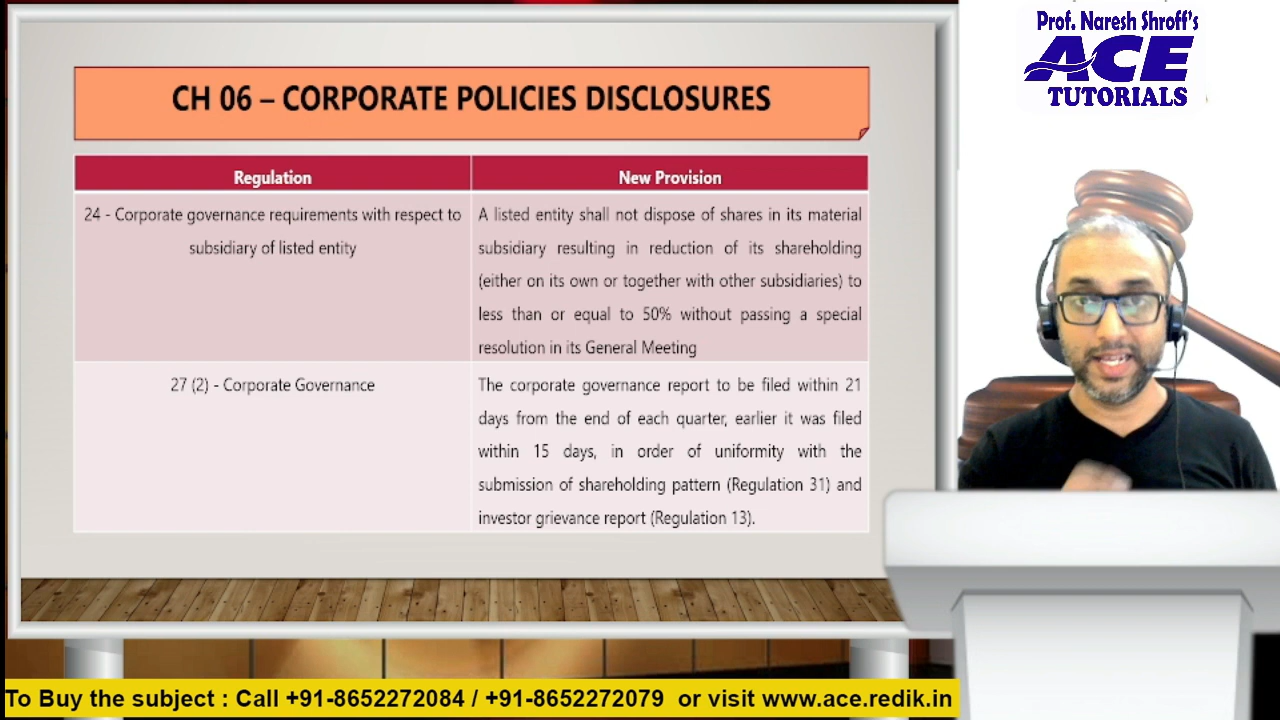 Prof. Naresh Shroff's
ACE
TUTORIALS
CH 06 – CORPORATE POLICIES DISCLOSURES
Regulation
New Provision
24 - Corporate governance requirements with respect to
subsidiary of listed entity
A listed entity shall not dispose of shares in its material
subsidiary resulting in reduction of its shareholding
(either on its own or together with other subsidiaries) to
less than or equal to 50% without passing a special
resolution in its General Meeting
27 (2) - Corporate Governance
The corporate governance report to be filed within 21
days from the end of each quarter, earlier it was filed
within 15 days, in order of uniformity with the
submission of shareholding pattern (Regulation 31) and
investor grievance report (Regulation 13).
To Buy the subject : Call +91-8652272084 / +91-8652272079 or visit www.ace.redik.in